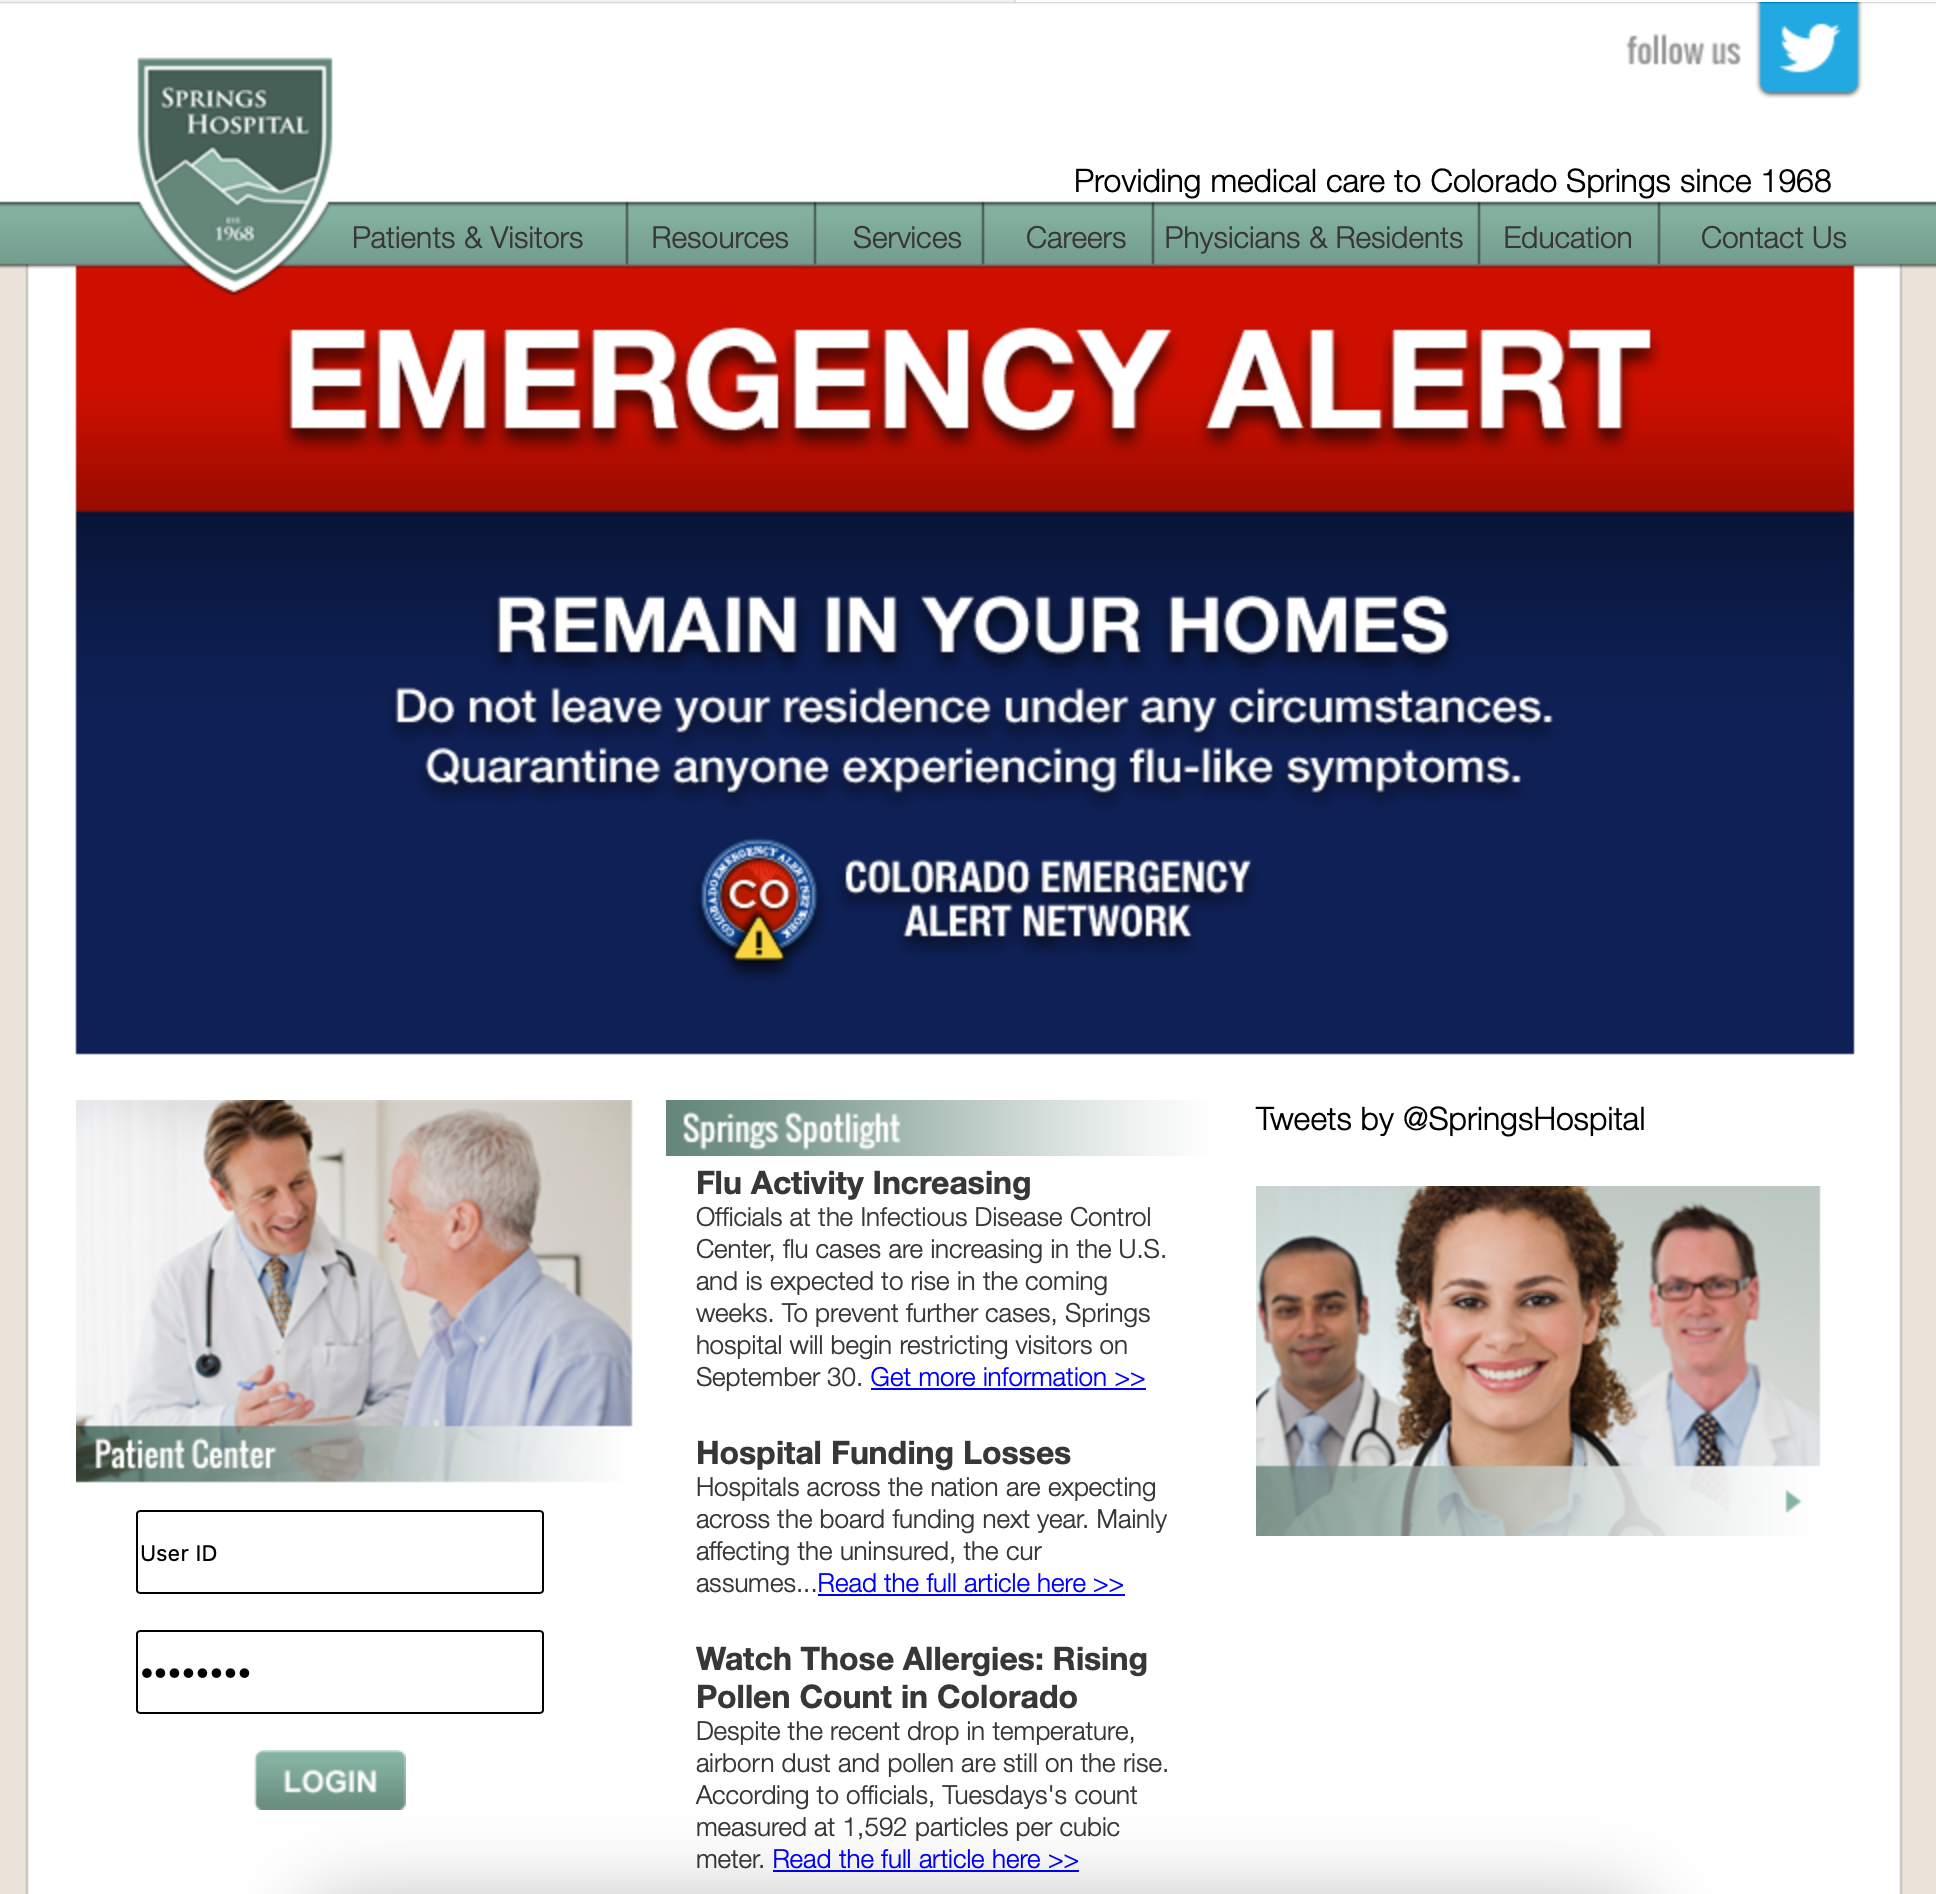 follow us
SPRINGS
HOSPITAL
EST.
1968
Providing medical care to Colorado Springs since 1968
Patients & Visitors
Resources
Services
Careers
Physicians & Residents
Education
Contact Us
EMERGENCY ALERT
REMAIN IN YOUR HOMES
Do not leave your residence under any circumstances.
Quarantine anyone experiencing flu-like symptoms.
COLORADO EMERGENCY ALERT NETWORK
CO
!
COLORADO EMERGENCY
ALERT NETWORK
Patient Center
User ID
••••••••
LOGIN
Springs Spotlight
Flu Activity Increasing
Officials at the Infectious Disease Control
Center, flu cases are increasing in the U.S.
and is expected to rise in the coming
weeks. To prevent further cases, Springs
hospital will begin restricting visitors on
September 30. Get more information >>
Hospital Funding Losses
Hospitals across the nation are expecting
across the board funding next year. Mainly
affecting the uninsured, the cur
assumes...Read the full article here >>
Watch Those Allergies: Rising
Pollen Count in Colorado
Despite the recent drop in temperature,
airborn dust and pollen are still on the rise.
According to officials, Tuesdays's count
measured at 1,592 particles per cubic
meter. Read the full article here >>
Tweets by @SpringsHospital